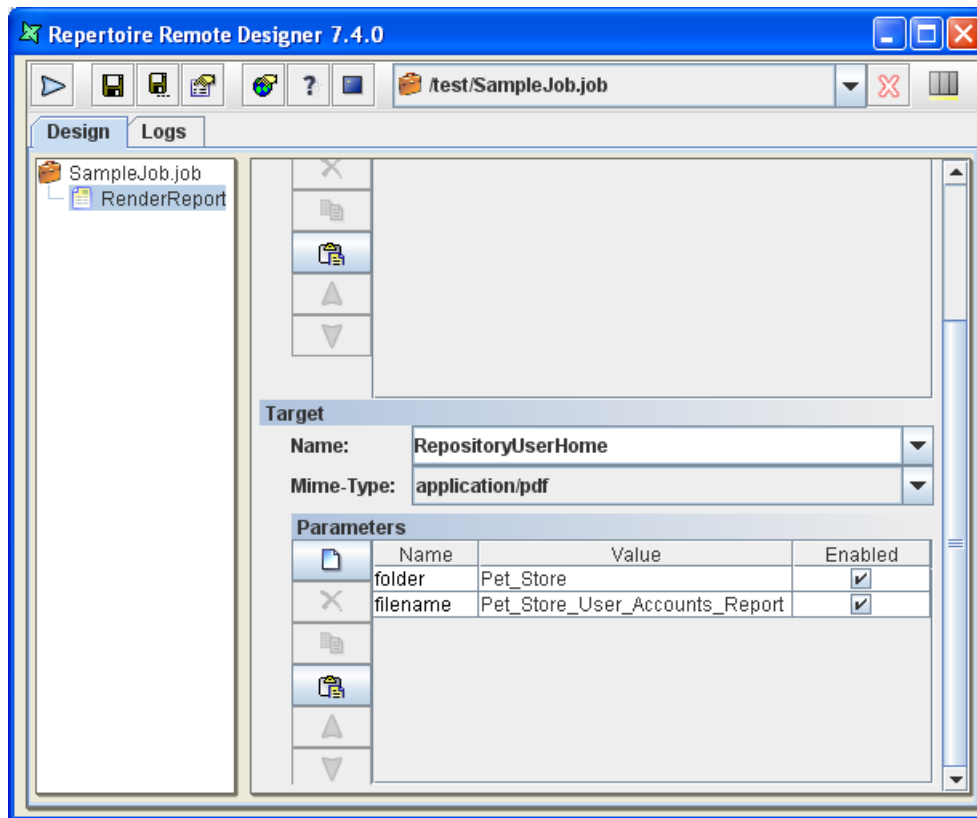 Repertoire Remote Designer 7.4.0
? /test/SampleJob.job
Design Logs
SampleJob.job
RenderReport
Target
Name: RepositoryUserHome
Mime-Type: application/pdf
Parameters
Name Value Enabled
folder Pet_Store
filename Pet_Store_User_Accounts_Report